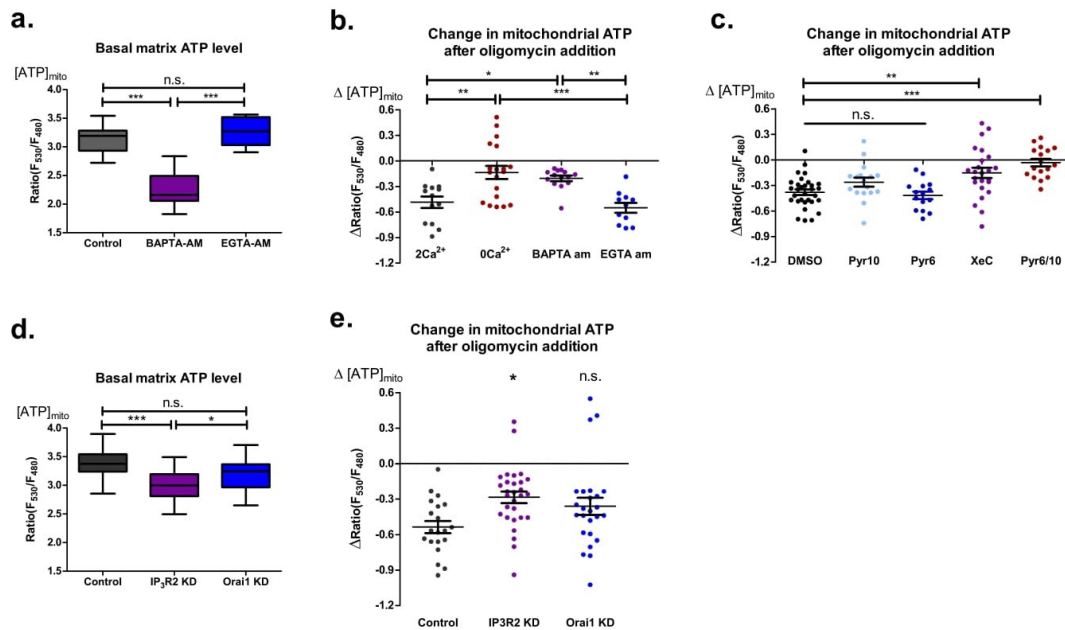 a.
Basal matrix ATP level
[ATP]mito
n.s.
*** ***
Ratio(F530/F480)
4.0
3.5
3.0
2.5
2.0
1.5
Control BAPTA-AM EGTA-AM
b.
Change in mitochondrial ATP
after oligomycin addition
Δ [ATP]mito
* **
** ***
ΔRatio(F530/F480)
0.6
0.3
0.0
-0.3
-0.6
-0.9
-1.2
2Ca2+ 0Ca2+ BAPTA am EGTA am
c.
Change in mitochondrial ATP
after oligomycin addition
Δ [ATP]mito
**
***
n.s.
ΔRatio(F530/F480)
0.6
0.3
0.0
-0.3
-0.6
-0.9
-1.2
DMSO Pyr10 Pyr6 XeC Pyr6/10
d.
Basal matrix ATP level
[ATP]mito
n.s.
*** *
Ratio(F530/F480)
4.0
3.5
3.0
2.5
2.0
1.5
Control IP3R2 KD Orai1 KD
e.
Change in mitochondrial ATP
after oligomycin addition
Δ [ATP]mito
* n.s.
ΔRatio(F530/F480)
0.6
0.3
0.0
-0.3
-0.6
-0.9
-1.2
Control IP3R2 KD Orai1 KD